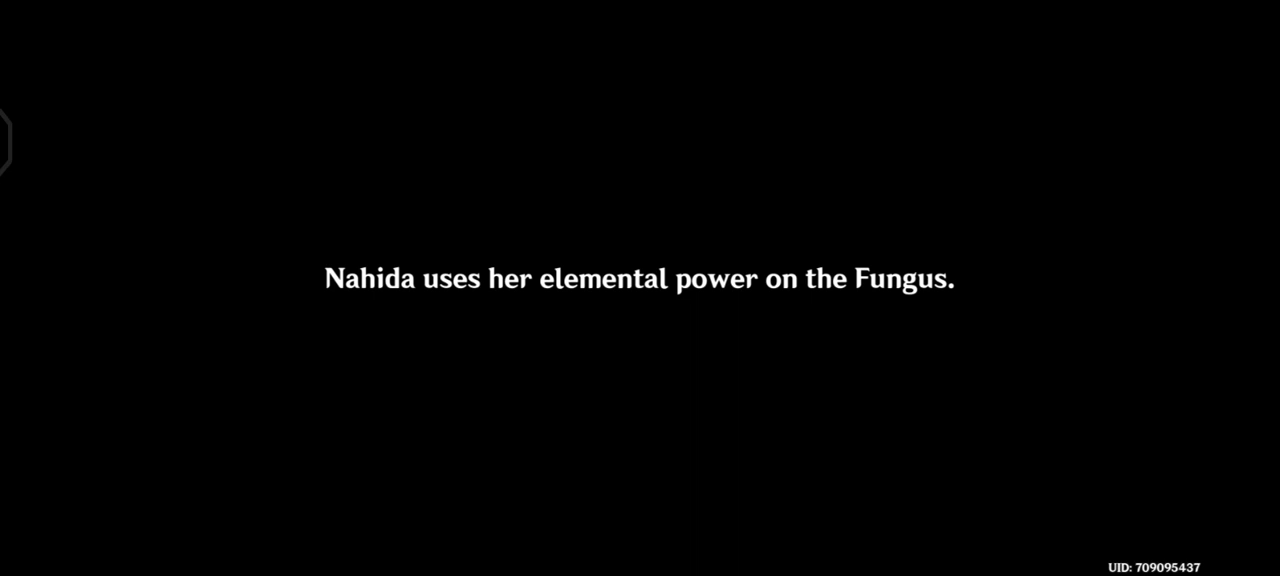 Nahida uses her elemental power on the Fungus.
UID: 709095437